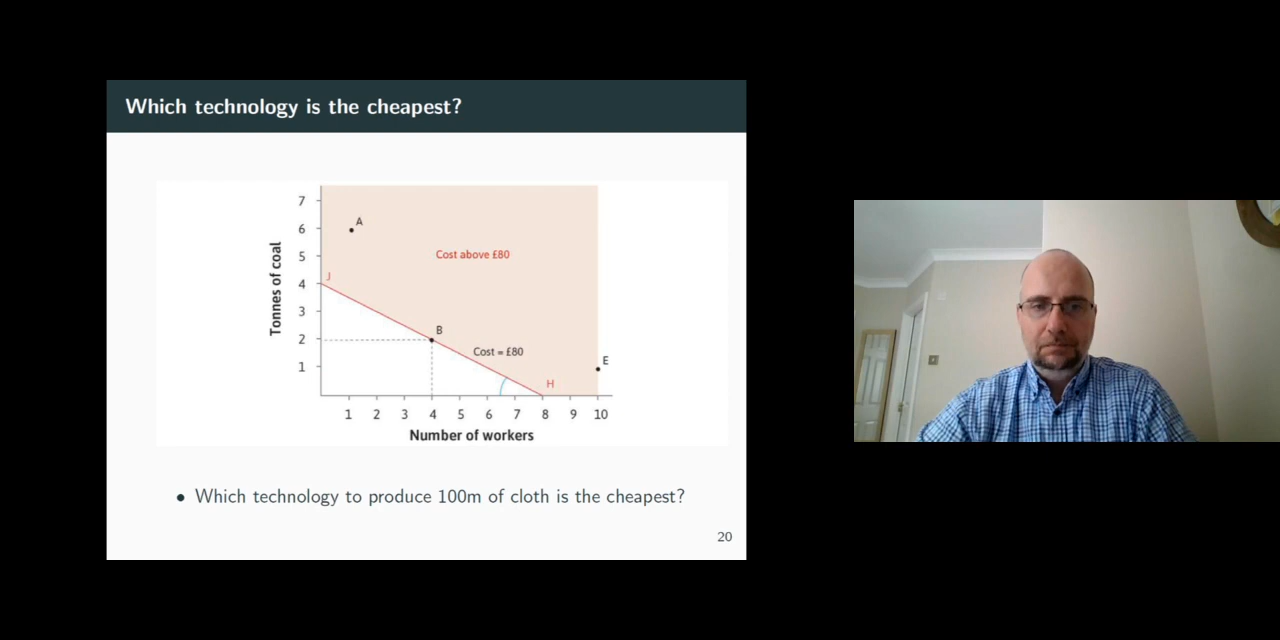 Which technology is the cheapest?
7
6
5
4
3
2
1
Tonnes of coal
A
Cost above £80
J
B
Cost = £80
E
H
1 2 3 4 5 6 7 8 9 10
Number of workers
• Which technology to produce 100m of cloth is the cheapest?
20